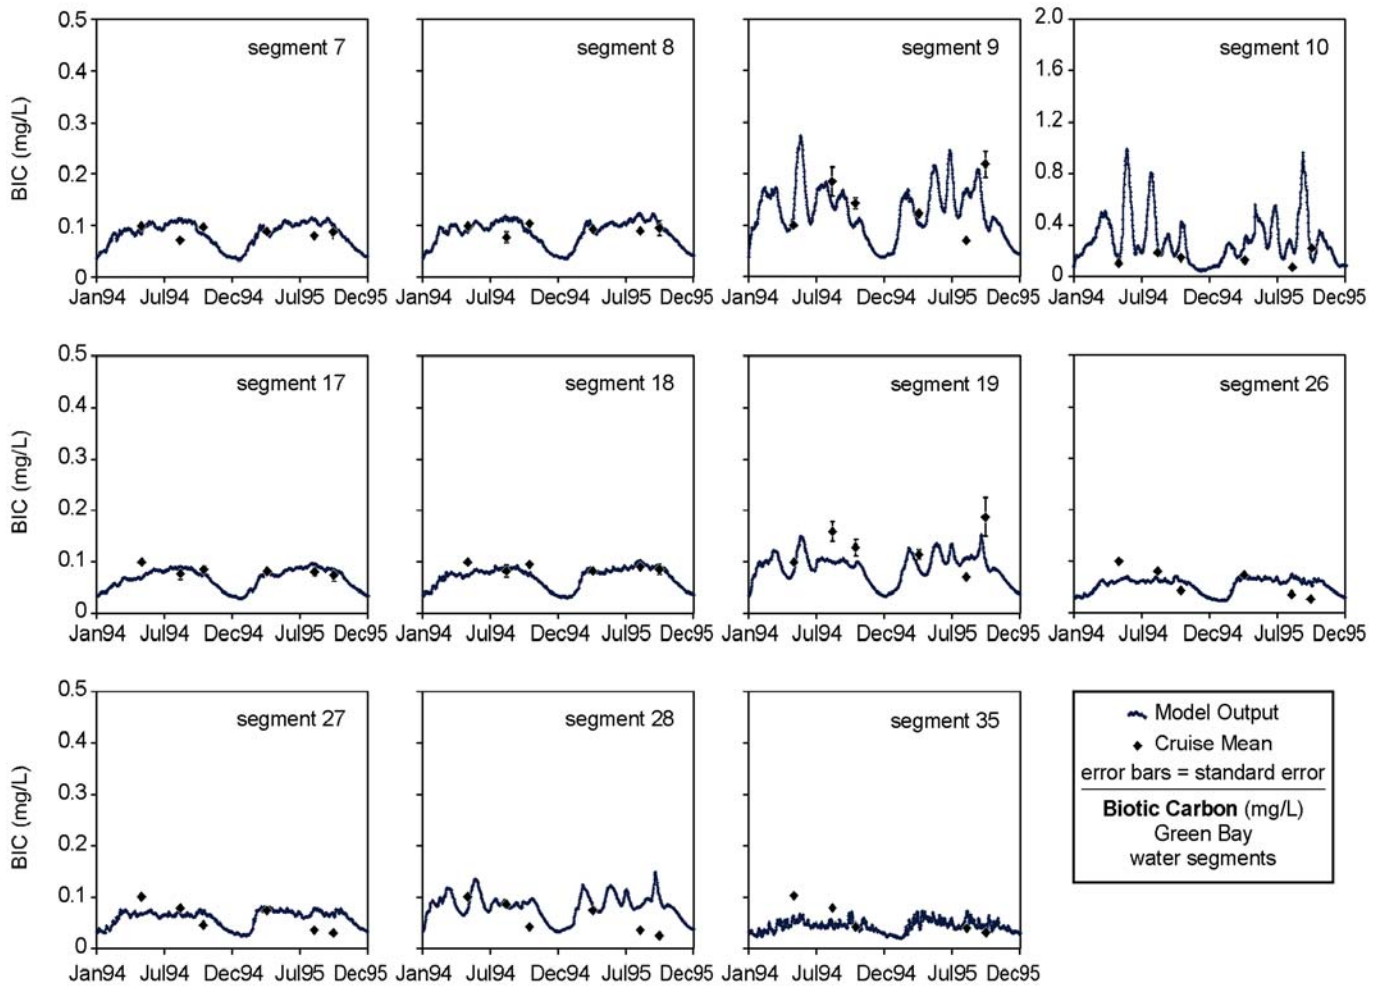 BIC (mg/L)
0.5
0.4
0.3
0.2
0.1
0
segment 7
Jan94 Jul94 Dec94 Jul95 Dec95
segment 8
Jan94 Jul94 Dec94 Jul95 Dec95
segment 9
Jan94 Jul94 Dec94 Jul95 Dec95
2.0
1.6
1.2
0.8
0.4
0
segment 10
Jan94 Jul94 Dec94 Jul95 Dec95
BIC (mg/L)
0.5
0.4
0.3
0.2
0.1
0
segment 17
Jan94 Jul94 Dec94 Jul95 Dec95
segment 18
Jan94 Jul94 Dec94 Jul95 Dec95
segment 19
Jan94 Jul94 Dec94 Jul95 Dec95
segment 26
Jan94 Jul94 Dec94 Jul95 Dec95
BIC (mg/L)
0.5
0.4
0.3
0.2
0.1
0
segment 27
Jan94 Jul94 Dec94 Jul95 Dec95
segment 28
Jan94 Jul94 Dec94 Jul95 Dec95
segment 35
Jan94 Jul94 Dec94 Jul95 Dec95
Model Output
Cruise Mean
error bars = standard error
Biotic Carbon (mg/L)
Green Bay
water segments